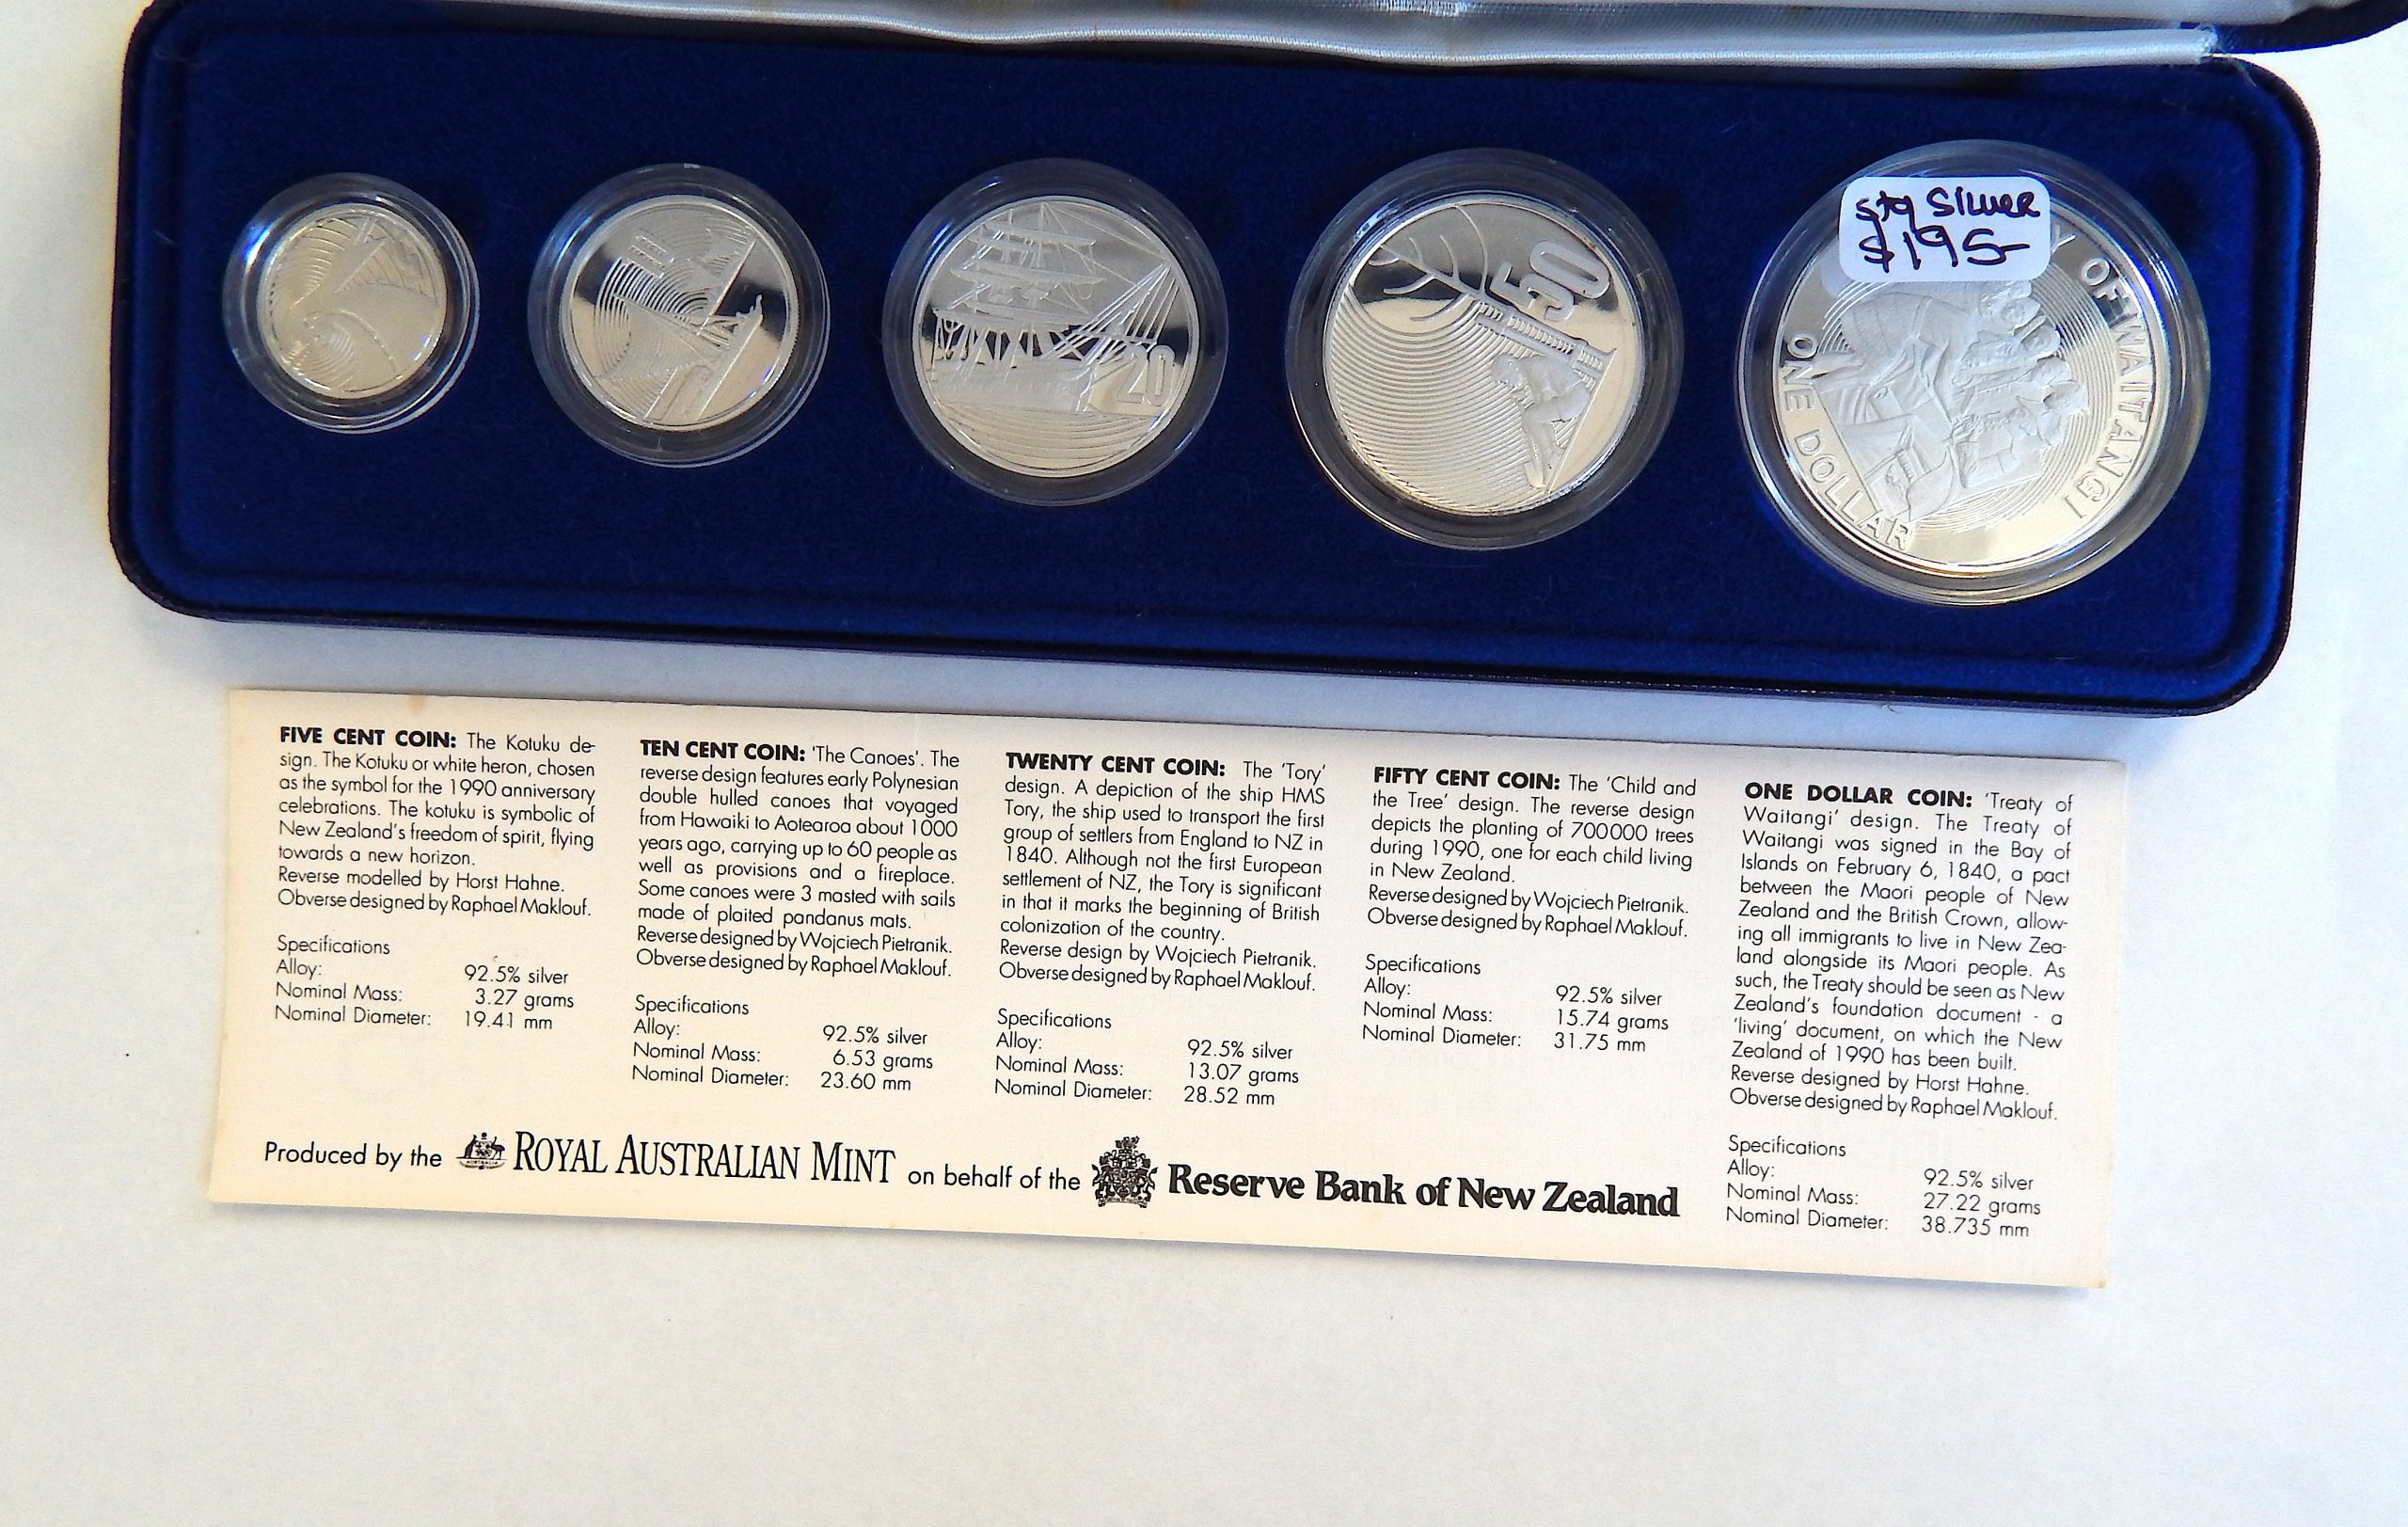 stg SILVER
$195-
20
50
Y OF WAITANGI
ONE DOLLAR
FIVE CENT COIN: The Kotuku de-
sign. The Kotuku or white heron, chosen
as the symbol for the 1990 anniversary
celebrations. The kotuku is symbolic of
New Zealand's freedom of spirit, flying
towards a new horizon.
Reverse modelled by Horst Hahne.
Obverse designed by Raphael Maklouf.
Specifications
Alloy: 92.5% silver
Nominal Mass: 3.27 grams
Nominal Diameter: 19.41 mm
TEN CENT COIN: 'The Canoes'. The
reverse design features early Polynesian
double hulled canoes that voyaged
from Hawaiki to Aotearoa about 1000
years ago, carrying up to 60 people as
well as provisions and a fireplace.
Some canoes were 3 masted with sails
made of plaited pandanus mats.
Reverse designed by Wojciech Pietranik.
Obverse designed by Raphael Maklouf.
Specifications
Alloy: 92.5% silver
Nominal Mass: 6.53 grams
Nominal Diameter: 23.60 mm
TWENTY CENT COIN: The 'Tory'
design. A depiction of the ship HMS
Tory, the ship used to transport the first
group of settlers from England to NZ in
1840. Although not the first European
settlement of NZ, the Tory is significant
in that it marks the beginning of British
colonization of the country.
Reverse design by Wojciech Pietranik.
Obverse designed by Raphael Maklouf.
Specifications
Alloy: 92.5% silver
Nominal Mass: 13.07 grams
Nominal Diameter: 28.52 mm
FIFTY CENT COIN: The 'Child and
the Tree' design. The reverse design
depicts the planting of 700000 trees
during 1990, one for each child living
in New Zealand.
Reverse designed by Wojciech Pietranik.
Obverse designed by Raphael Maklouf.
Specifications
Alloy: 92.5% silver
Nominal Mass: 15.74 grams
Nominal Diameter: 31.75 mm
ONE DOLLAR COIN: 'Treaty of
Waitangi' design. The Treaty of
Waitangi was signed in the Bay of
Islands on February 6, 1840, a pact
between the Maori people of New
Zealand and the British Crown, allow-
ing all immigrants to live in New Zea-
land alongside its Maori people. As
such, the Treaty should be seen as New
Zealand's foundation document - a
'living' document, on which the New
Zealand of 1990 has been built.
Reverse designed by Horst Hahne.
Obverse designed by Raphael Maklouf.
Specifications
Alloy: 92.5% silver
Nominal Mass: 27.22 grams
Nominal Diameter: 38.735 mm
Produced by the ROYAL AUSTRALIAN MINT on behalf of the Reserve Bank of New Zealand